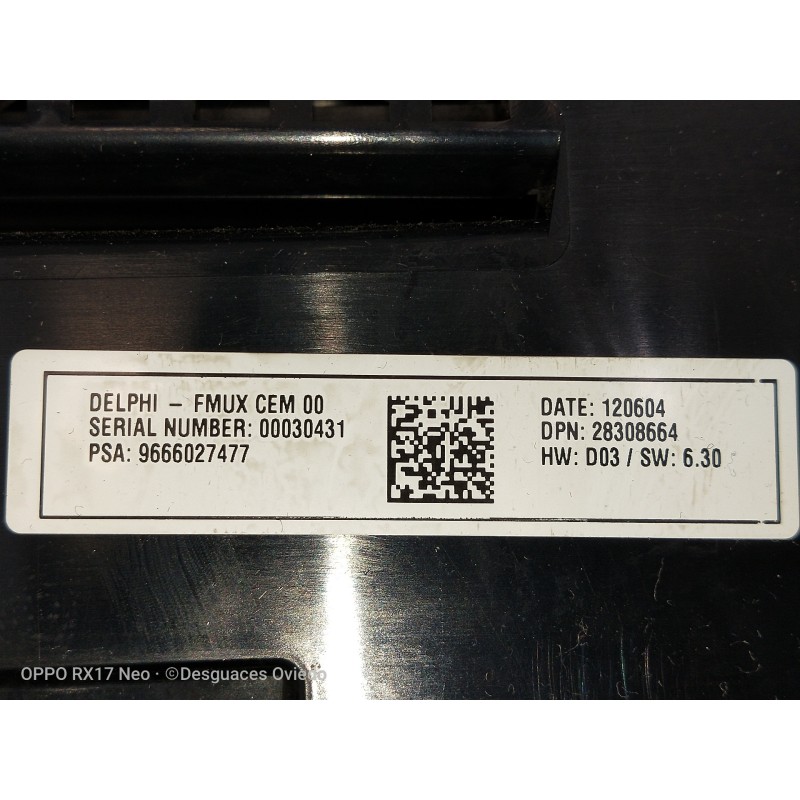 DELPHI - FMUX CEM 00
SERIAL NUMBER: 00030431
PSA: 9666027477
DATE: 120604
DPN: 28308664
HW: D03 / SW: 6.30
OPPO RX17 Neo · ©Desguaces Oviedo